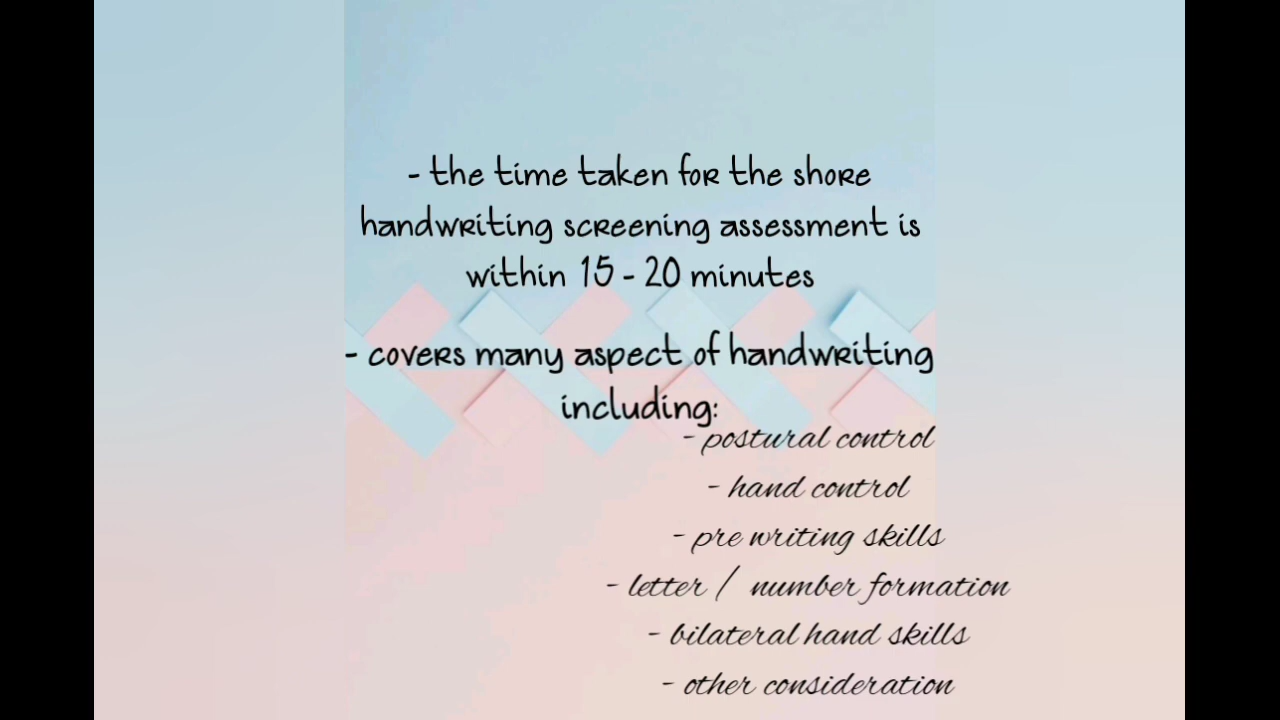 - the time taken for the shore
handwriting screening assessment is
within 15 - 20 minutes
- covers many aspect of handwriting
including:
- postural control
- hand control
- pre writing skills
- letter / number formation
- bilateral hand skills
- other consideration